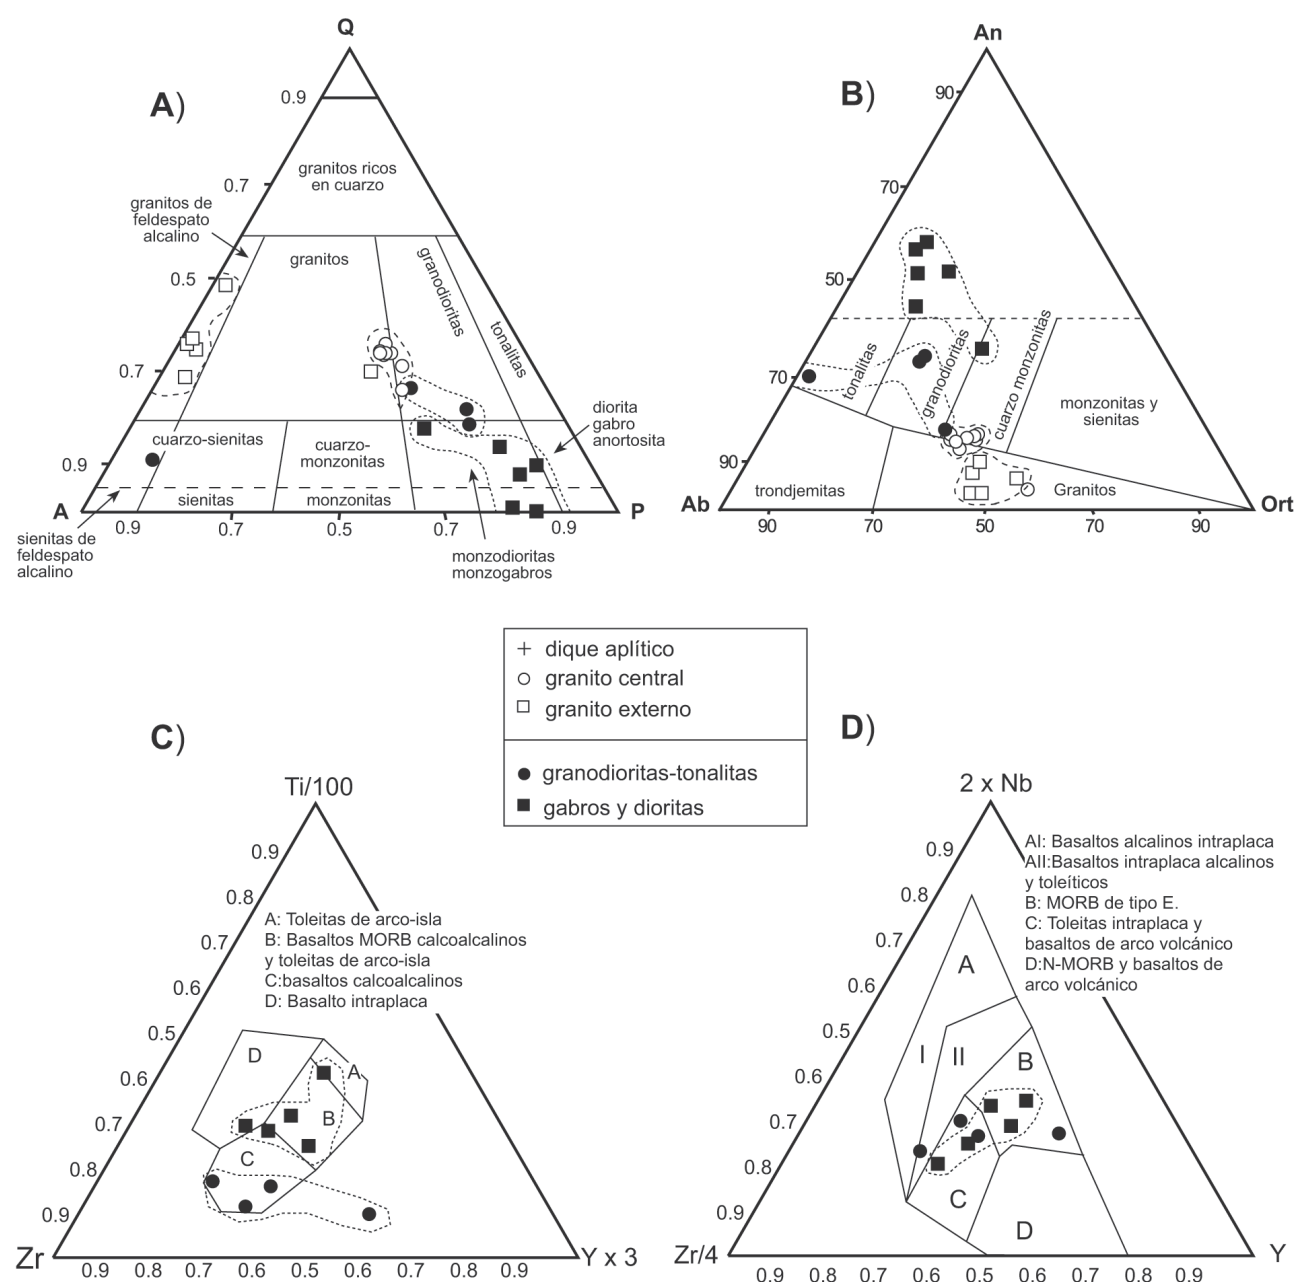 Q
A)
0.9
granitos ricos
en cuarzo
0.7
granitos de
feldespato
alcalino
0.5
granitos
granodioritas
tonalitas
0.7
cuarzo-sienitas
cuarzo-
monzonitas
diorita
gabro
anortosita
0.9
sienitas
monzonitas
A
P
0.9
0.7
0.5
0.7
0.9
sienitas de
feldespato
alcalino
monzodioritas
monzogabros
An
B)
90
70
50
70
tonalitas
granodioritas
cuarzo monzonitas
monzonitas y
sienitas
90
trondjemitas
Granitos
Ab
Ort
90
70
50
70
90
dique aplítico
granito central
granito externo
granodioritas-tonalitas
gabros y dioritas
C)
Ti/100
0.9
0.8
A: Toleitas de arco-isla
B: Basaltos MORB calcoalcalinos
y toleitas de arco-isla
C:basaltos calcoalcalinos
D: Basalto intraplaca
0.7
0.6
0.5
D
A
0.6
B
0.7
C
0.8
0.9
Zr
Y x 3
0.9
0.8
0.7
0.6
0.5
0.6
0.7
0.8
0.9
D)
2 x Nb
AI: Basaltos alcalinos intraplaca
AII:Basaltos intraplaca alcalinos
y toleíticos
B: MORB de tipo E.
C: Toleitas intraplaca y
basaltos de arco volcánico
D:N-MORB y basaltos de
arco volcánico
0.9
0.8
0.7
A
0.6
0.5
I
II
B
0.6
0.7
0.8
C
0.9
D
Zr/4
Y
0.9
0.8
0.7
0.6
0.5
0.6
0.7
0.8
0.9